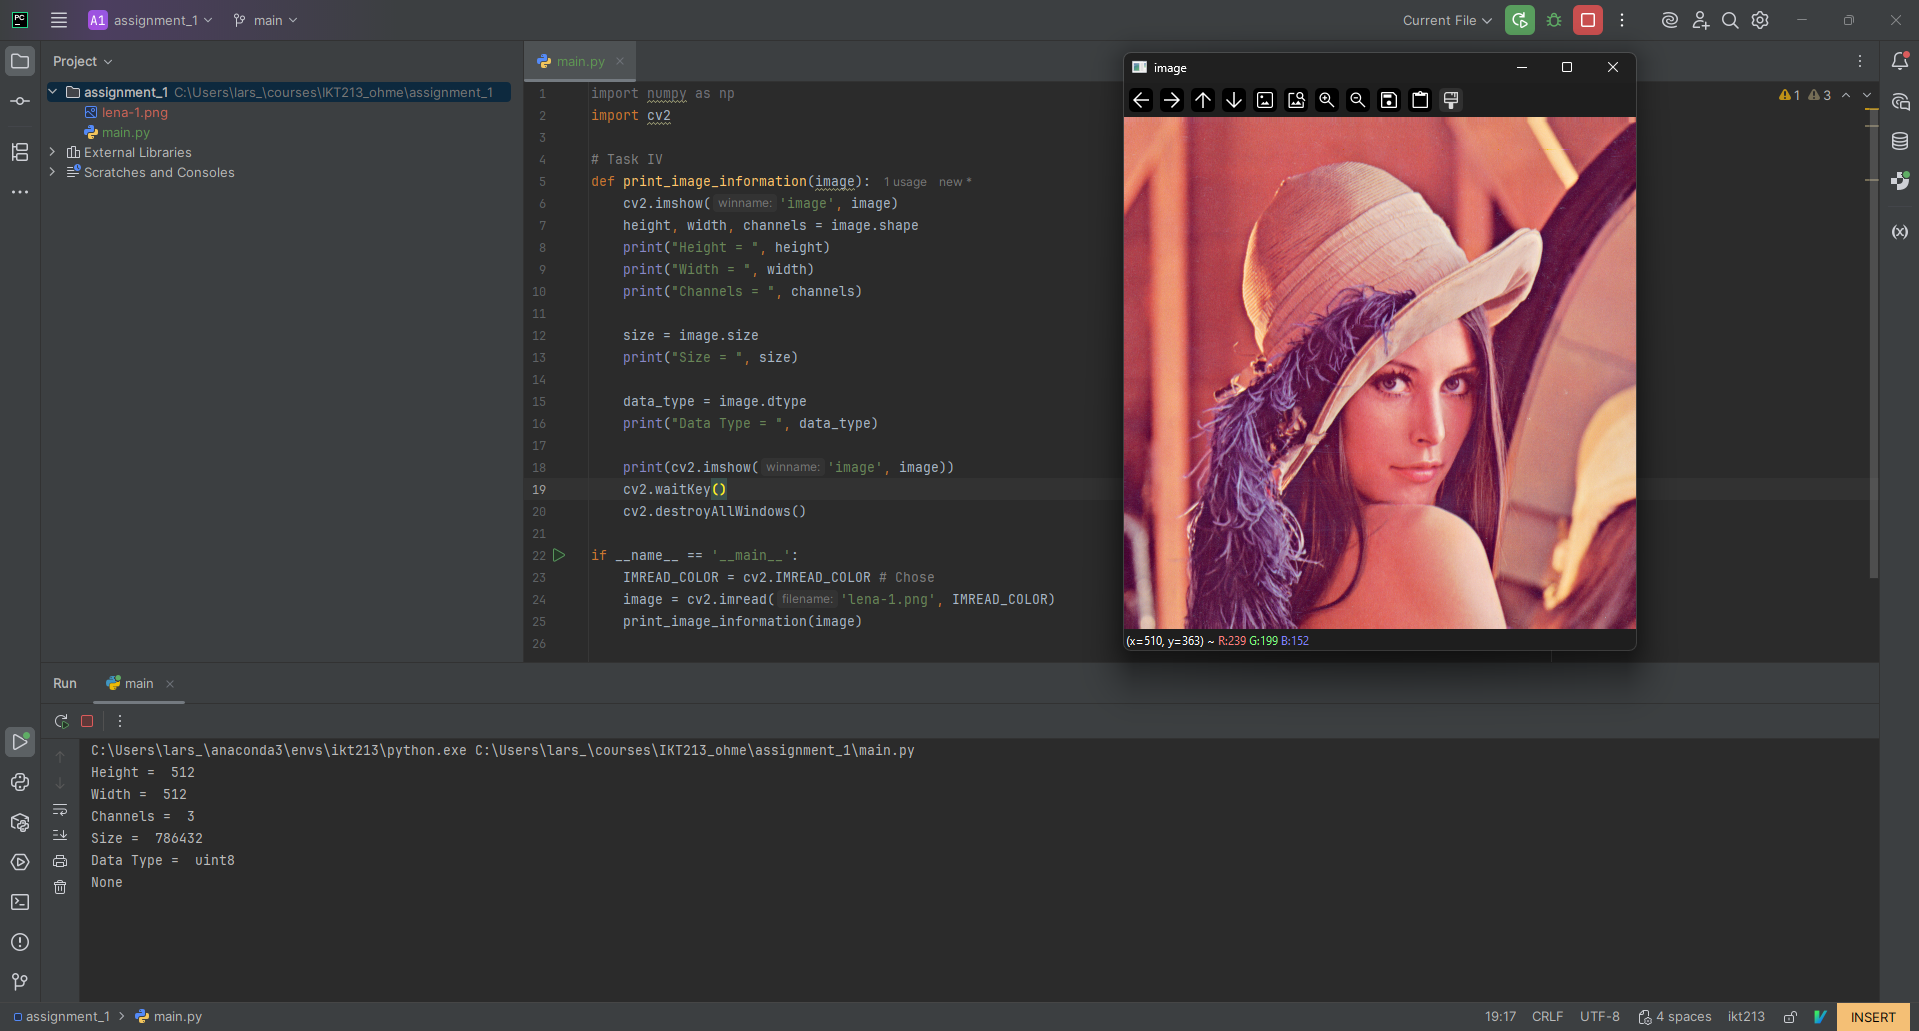 PC
A1 assignment_1 main Current File
Project
assignment_1 C:\Users\lars_\courses\IKT213_ohme\assignment_1
lena-1.png
main.py
External Libraries
Scratches and Consoles
main.py
1 3
1 import numpy as np
2 import cv2
3
4 # Task IV
5 def print_image_information(image): 1 usage new *
6 cv2.imshow( winname: 'image', image)
7 height, width, channels = image.shape
8 print("Height = ", height)
9 print("Width = ", width)
10 print("Channels = ", channels)
11
12 size = image.size
13 print("Size = ", size)
14
15 data_type = image.dtype
16 print("Data Type = ", data_type)
17
18 print(cv2.imshow( winname: 'image', image))
19 cv2.waitKey()
20 cv2.destroyAllWindows()
21
22 if __name__ == '__main__':
23 IMREAD_COLOR = cv2.IMREAD_COLOR # Chose
24 image = cv2.imread( filename: 'lena-1.png', IMREAD_COLOR)
25 print_image_information(image)
26
image
(x=510, y=363) ~ R:239 G:199 B:152
Run main
C:\Users\lars_\anaconda3\envs\ikt213\python.exe C:\Users\lars_\courses\IKT213_ohme\assignment_1\main.py
Height =  512
Width =  512
Channels =  3
Size =  786432
Data Type =  uint8
None
assignment_1 > main.py 19:17 CRLF UTF-8 4 spaces ikt213 INSERT